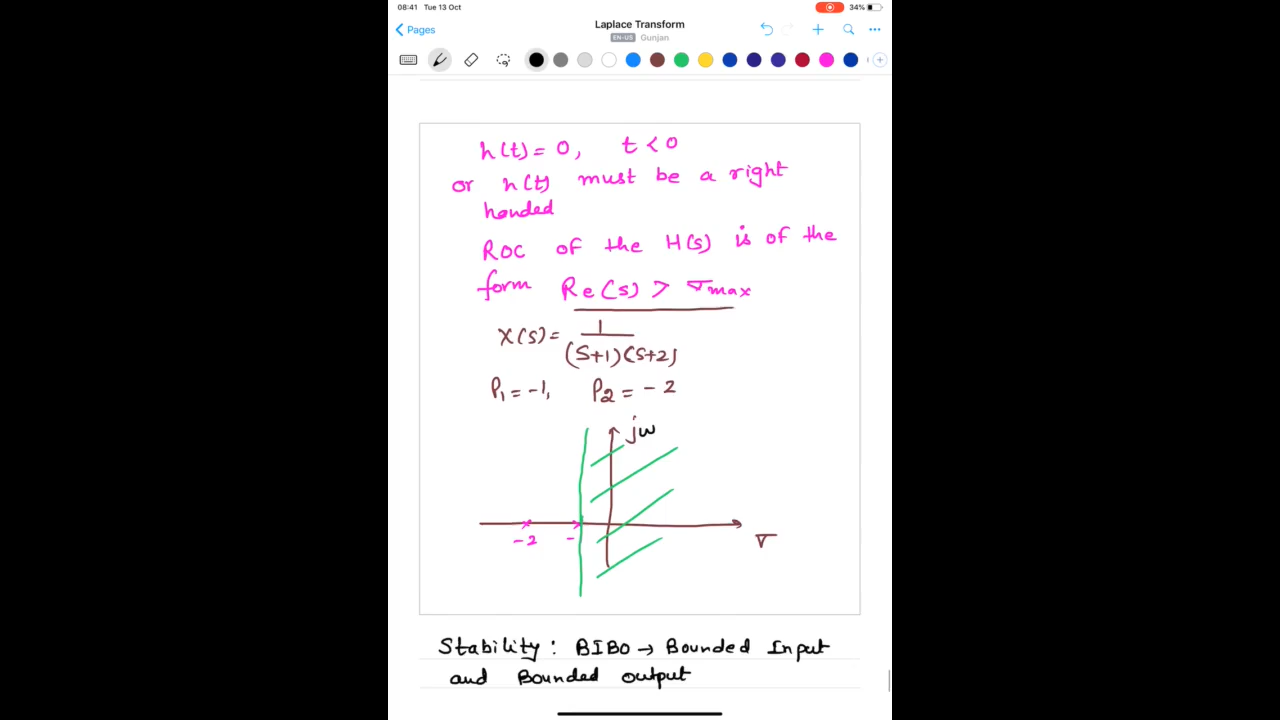 08:41 Tue 13 Oct
34%
Pages
Laplace Transform
EN-US Gunjan
h(t) = 0, t < 0
or h(t) must be a right
handed
ROC of the H(s) is of the
form Re(s) > σmax
X(s) = 1/(s+1)(s+2)
P1 = -1, P2 = -2
jω
-2 -
σ
Stability: BIBO → Bounded Input
and Bounded output